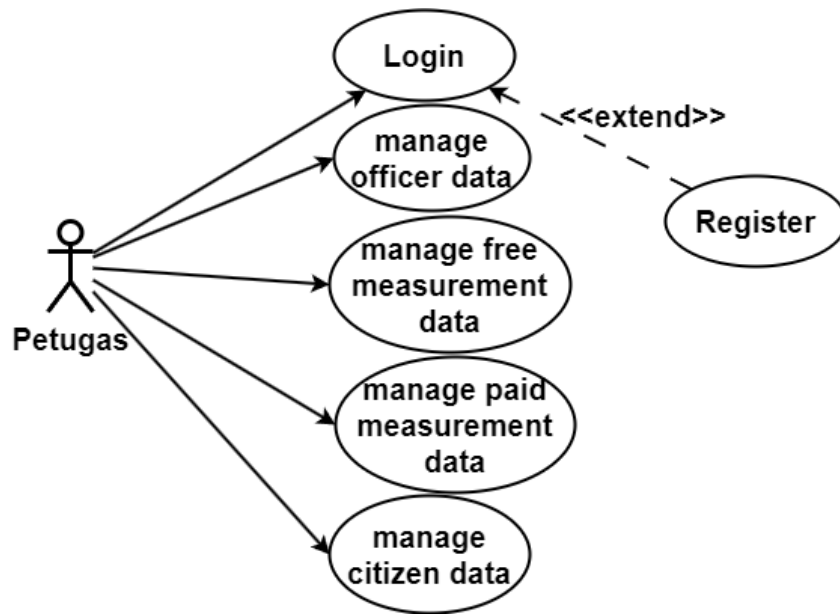 Login
<<extend>>
manage
officer data
Register
manage free
measurement
data
Petugas
manage paid
measurement
data
manage
citizen data